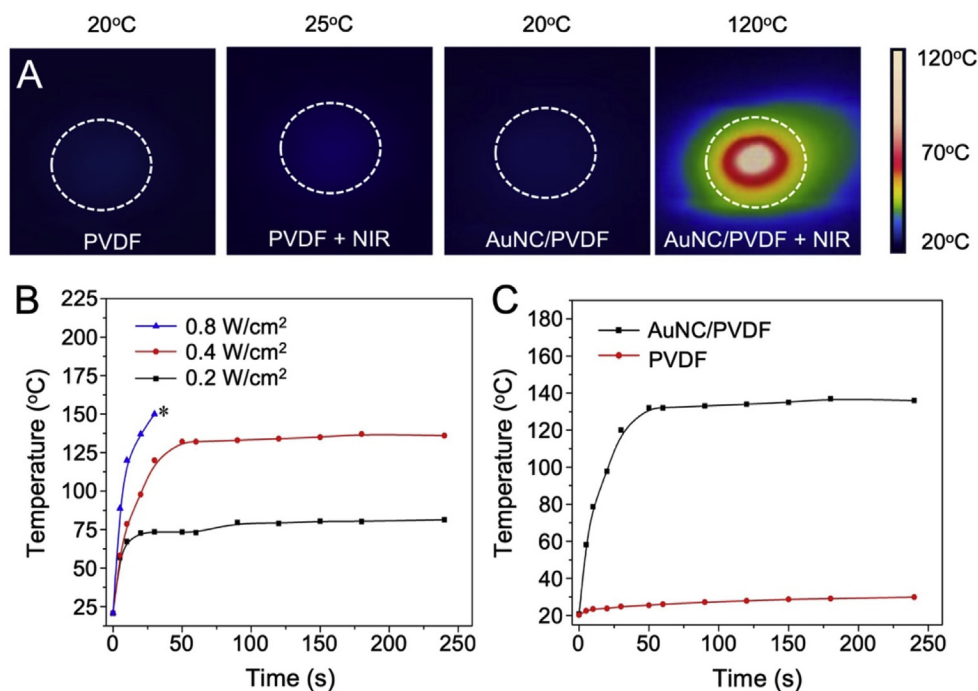 20°C 25°C 20°C 120°C
A
PVDF PVDF + NIR AuNC/PVDF AuNC/PVDF + NIR
120°C
70°C
20°C
B
225
200
175
150
125
100
75
50
25
Temperature (°C)
0.8 W/cm²
0.4 W/cm²
0.2 W/cm²
*
0 50 100 150 200 250
Time (s)
C
180
160
140
120
100
80
60
40
20
Temperature (°C)
AuNC/PVDF
PVDF
0 50 100 150 200 250
Time (s)